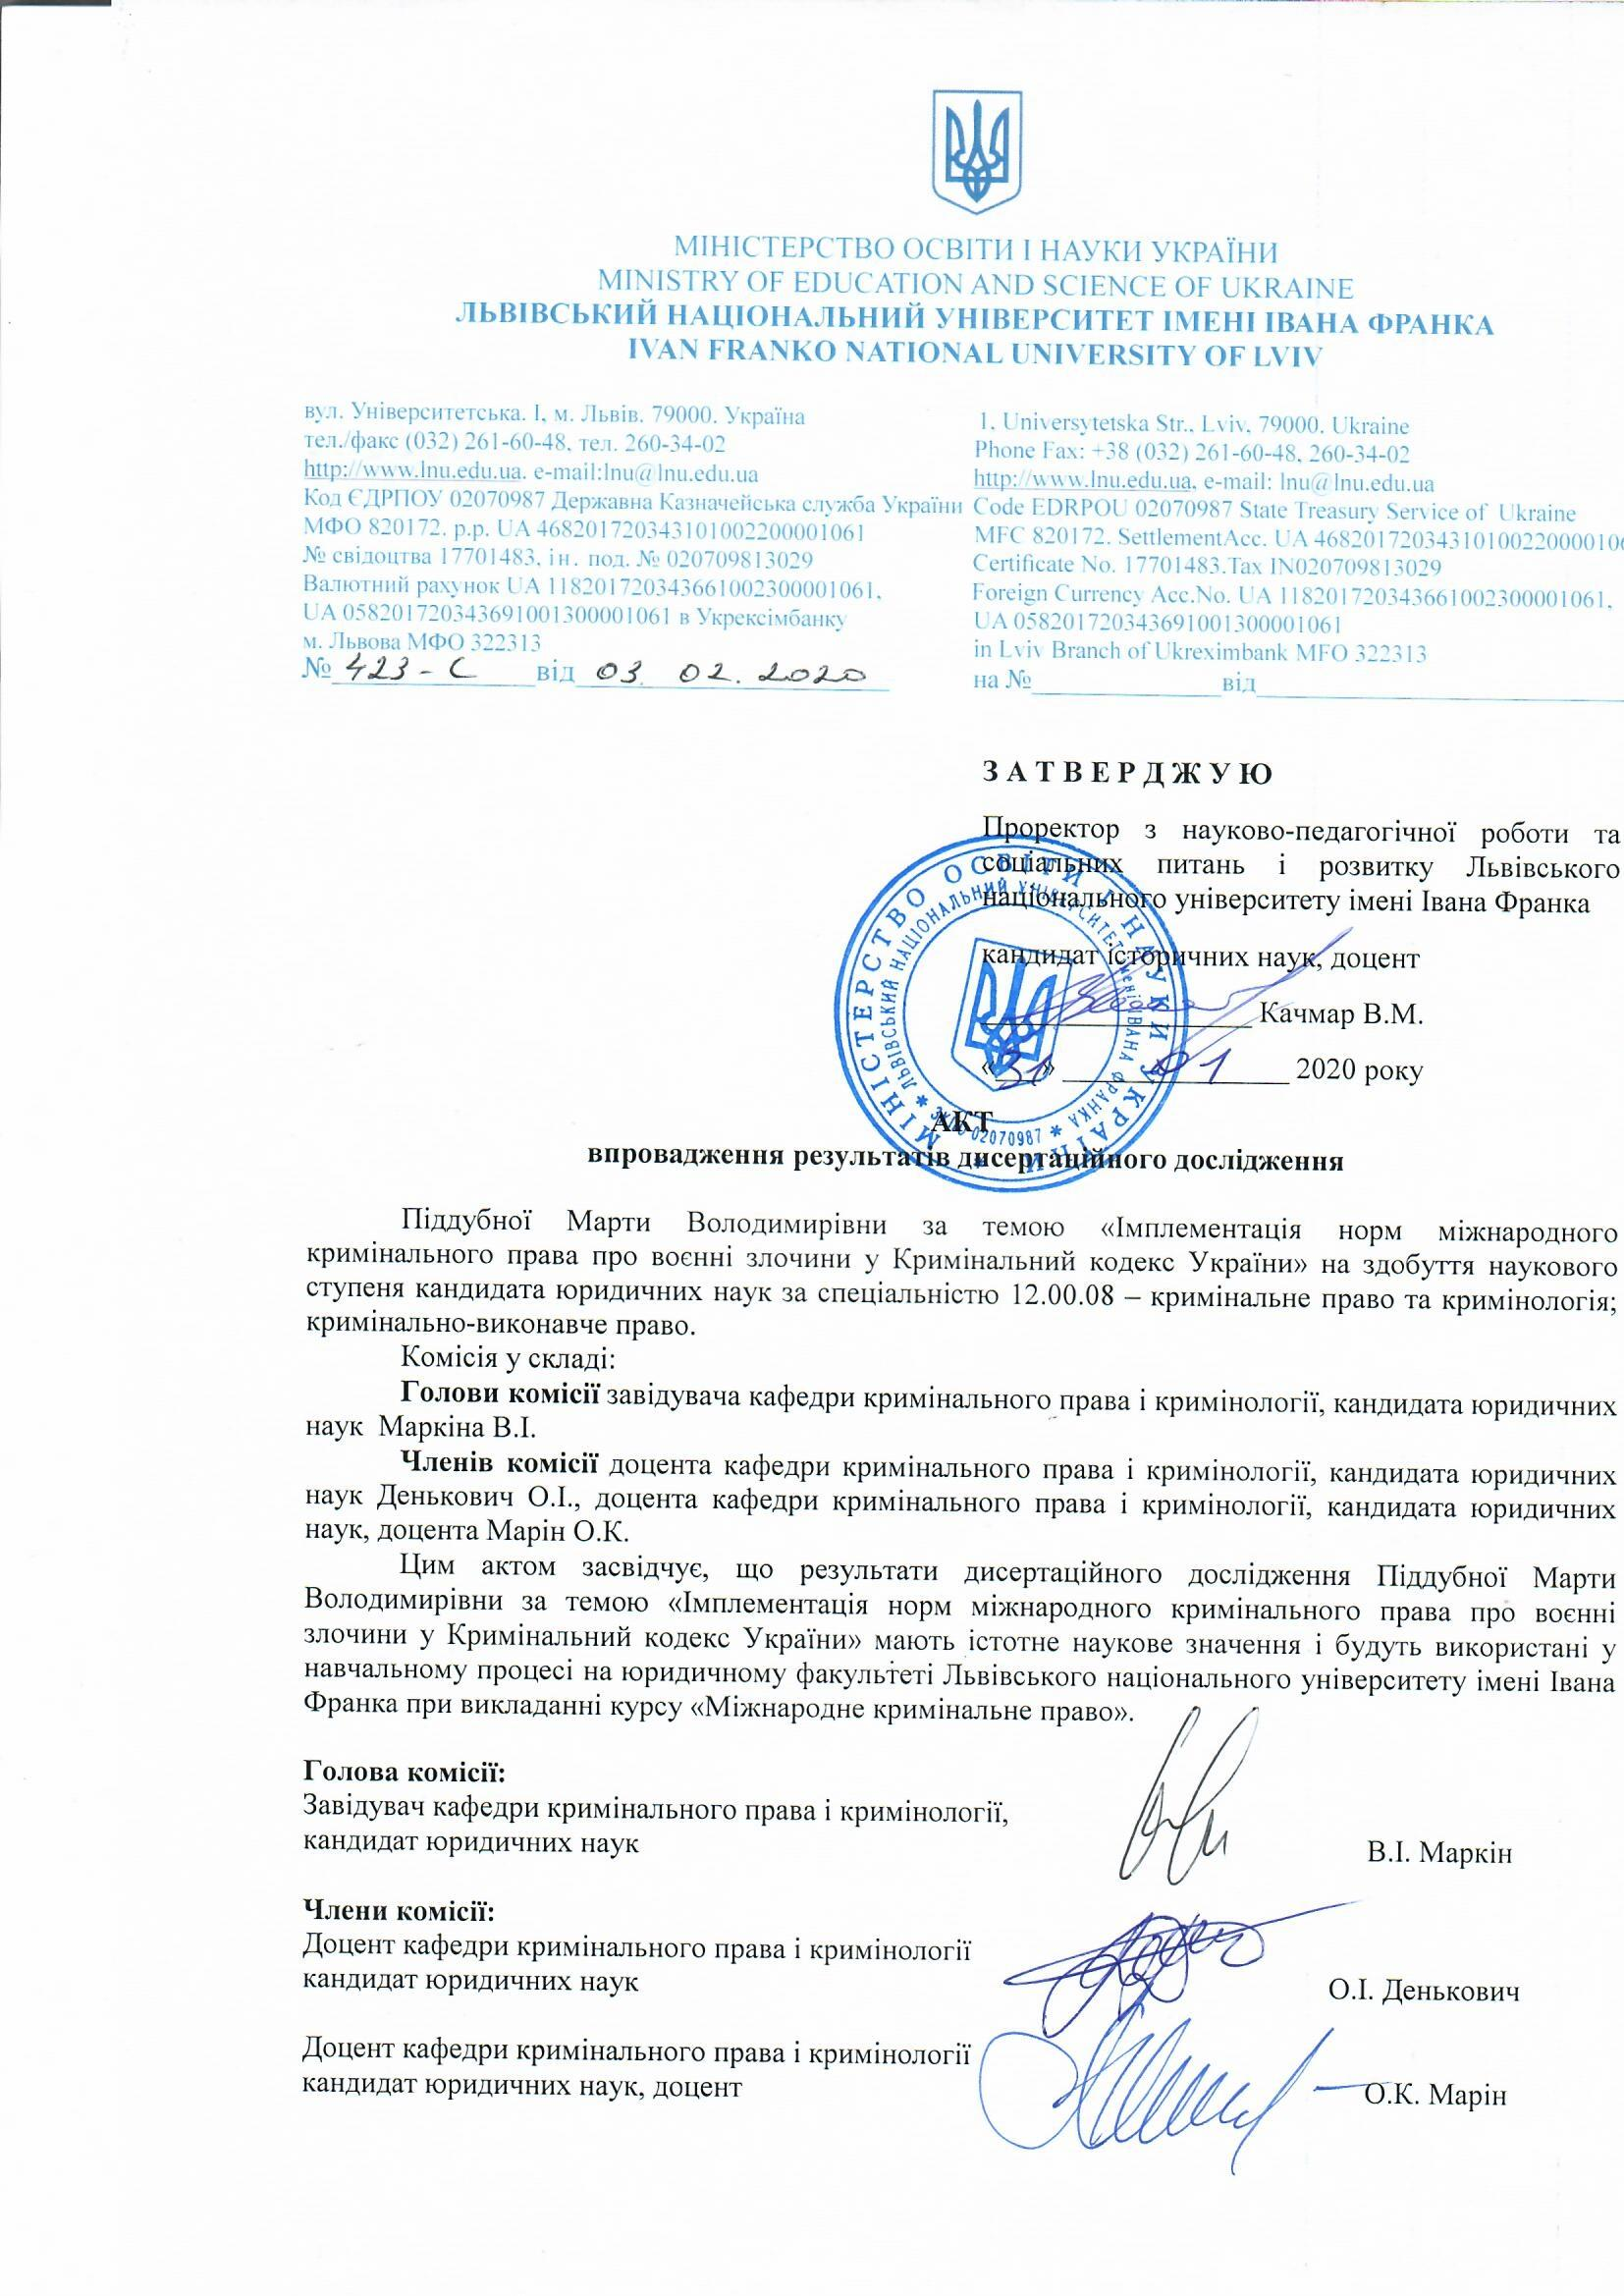 МІНІСТЕРСТВО ОСВІТИ І НАУКИ УКРАЇНИ
MINISTRY OF EDUCATION AND SCIENCE OF UKRAINE
ЛЬВІВСЬКИЙ НАЦІОНАЛЬНИЙ УНІВЕРСИТЕТ ІМЕНІ ІВАНА ФРАНКА
IVAN FRANKO NATIONAL UNIVERSITY OF LVIV
вул. Університетська. 1, м. Львів. 79000. Україна
тел./факс (032) 261-60-48, тел. 260-34-02
http://www.lnu.edu.ua. e-mail:lnu@lnu.edu.ua
Код ЄДРПОУ 02070987 Державна Казначейська служба України
МФО 820172. р.р. UA 468201720343101002200001061
№ свідоцтва 17701483, ін. под. № 020709813029
Валютний рахунок UA 118201720343661002300001061,
UA 058201720343691001300001061 в Укрексімбанку
м. Львова МФО 322313
№ 423-С від 03. 02. 2020
1, Universytetska Str., Lviv, 79000. Ukraine
Phone Fax: +38 (032) 261-60-48, 260-34-02
http://www.lnu.edu.ua, e-mail: lnu@lnu.edu.ua
Code EDRPOU 02070987 State Treasury Service of Ukraine
MFC 820172. SettlementAcc. UA 46820172034310100220000106
Certificate No. 17701483.Tax IN020709813029
Foreign Currency Acc.No. UA 118201720343661002300001061,
UA 058201720343691001300001061
in Lviv Branch of Ukreximbank MFO 322313
на №______________від______________
З А Т В Е Р Д Ж У Ю
Проректор з науково-педагогічної роботи та
соціальних питань і розвитку Львівського
національного університету імені Івана Франка
кандидат історичних наук, доцент
Качмар В.М.
«31» 01 2020 року
МІНІСТЕРСТВО ОСВІТИ І НАУКИ УКРАЇНИ
ЛЬВІВСЬКИЙ НАЦІОНАЛЬНИЙ УНІВЕРСИТЕТ імені ІВАНА ФРАНКА
02070987
АКТ
впровадження результатів дисертаційного дослідження
Піддубної Марти Володимирівни за темою «Імплементація норм міжнародного
кримінального права про воєнні злочини у Кримінальний кодекс України» на здобуття наукового
ступеня кандидата юридичних наук за спеціальністю 12.00.08 – кримінальне право та кримінологія;
кримінально-виконавче право.
Комісія у складі:
Голови комісії завідувача кафедри кримінального права і кримінології, кандидата юридичних
наук Маркіна В.І.
Членів комісії доцента кафедри кримінального права і кримінології, кандидата юридичних
наук Денькович О.І., доцента кафедри кримінального права і кримінології, кандидата юридичних
наук, доцента Марін О.К.
Цим актом засвідчує, що результати дисертаційного дослідження Піддубної Марти
Володимирівни за темою «Імплементація норм міжнародного кримінального права про воєнні
злочини у Кримінальний кодекс України» мають істотне наукове значення і будуть використані у
навчальному процесі на юридичному факультеті Львівського національного університету імені Івана
Франка при викладанні курсу «Міжнародне кримінальне право».
Голова комісії:
Завідувач кафедри кримінального права і кримінології,
кандидат юридичних наук
В.І. Маркін
Члени комісії:
Доцент кафедри кримінального права і кримінології
кандидат юридичних наук
О.І. Денькович
Доцент кафедри кримінального права і кримінології
кандидат юридичних наук, доцент
О.К. Марін